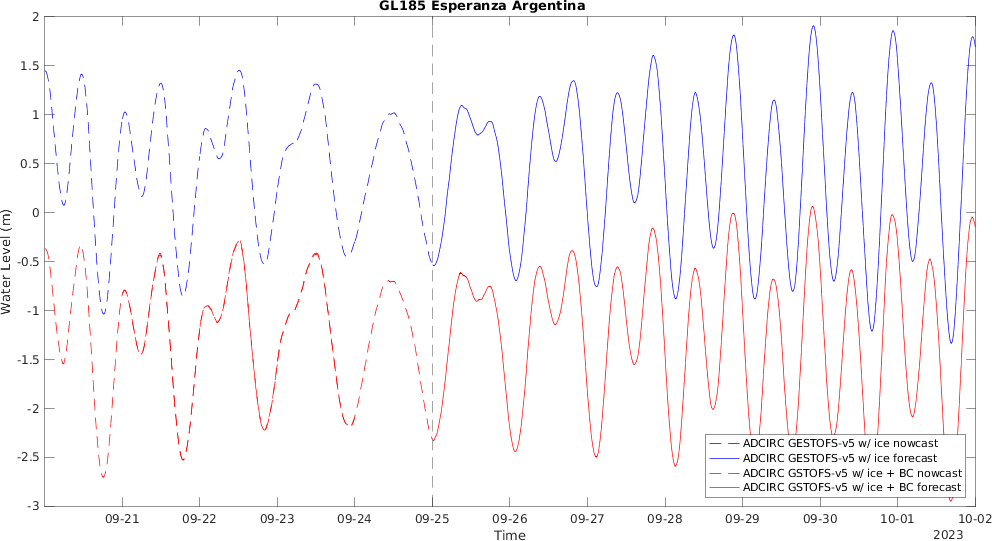 GL185 Esperanza Argentina
2
1.5
1
0.5
0
-0.5
-1
-1.5
-2
-2.5
-3
Water Level (m)
ADCIRC GESTOFS-v5 w/ ice nowcast
ADCIRC GESTOFS-v5 w/ ice forecast
ADCIRC GSTOFS-v5 w/ ice + BC nowcast
ADCIRC GSTOFS-v5 w/ ice + BC forecast
09-21 09-22 09-23 09-24 09-25 09-26 09-27 09-28 09-29 09-30 10-01 10-02
Time
2023